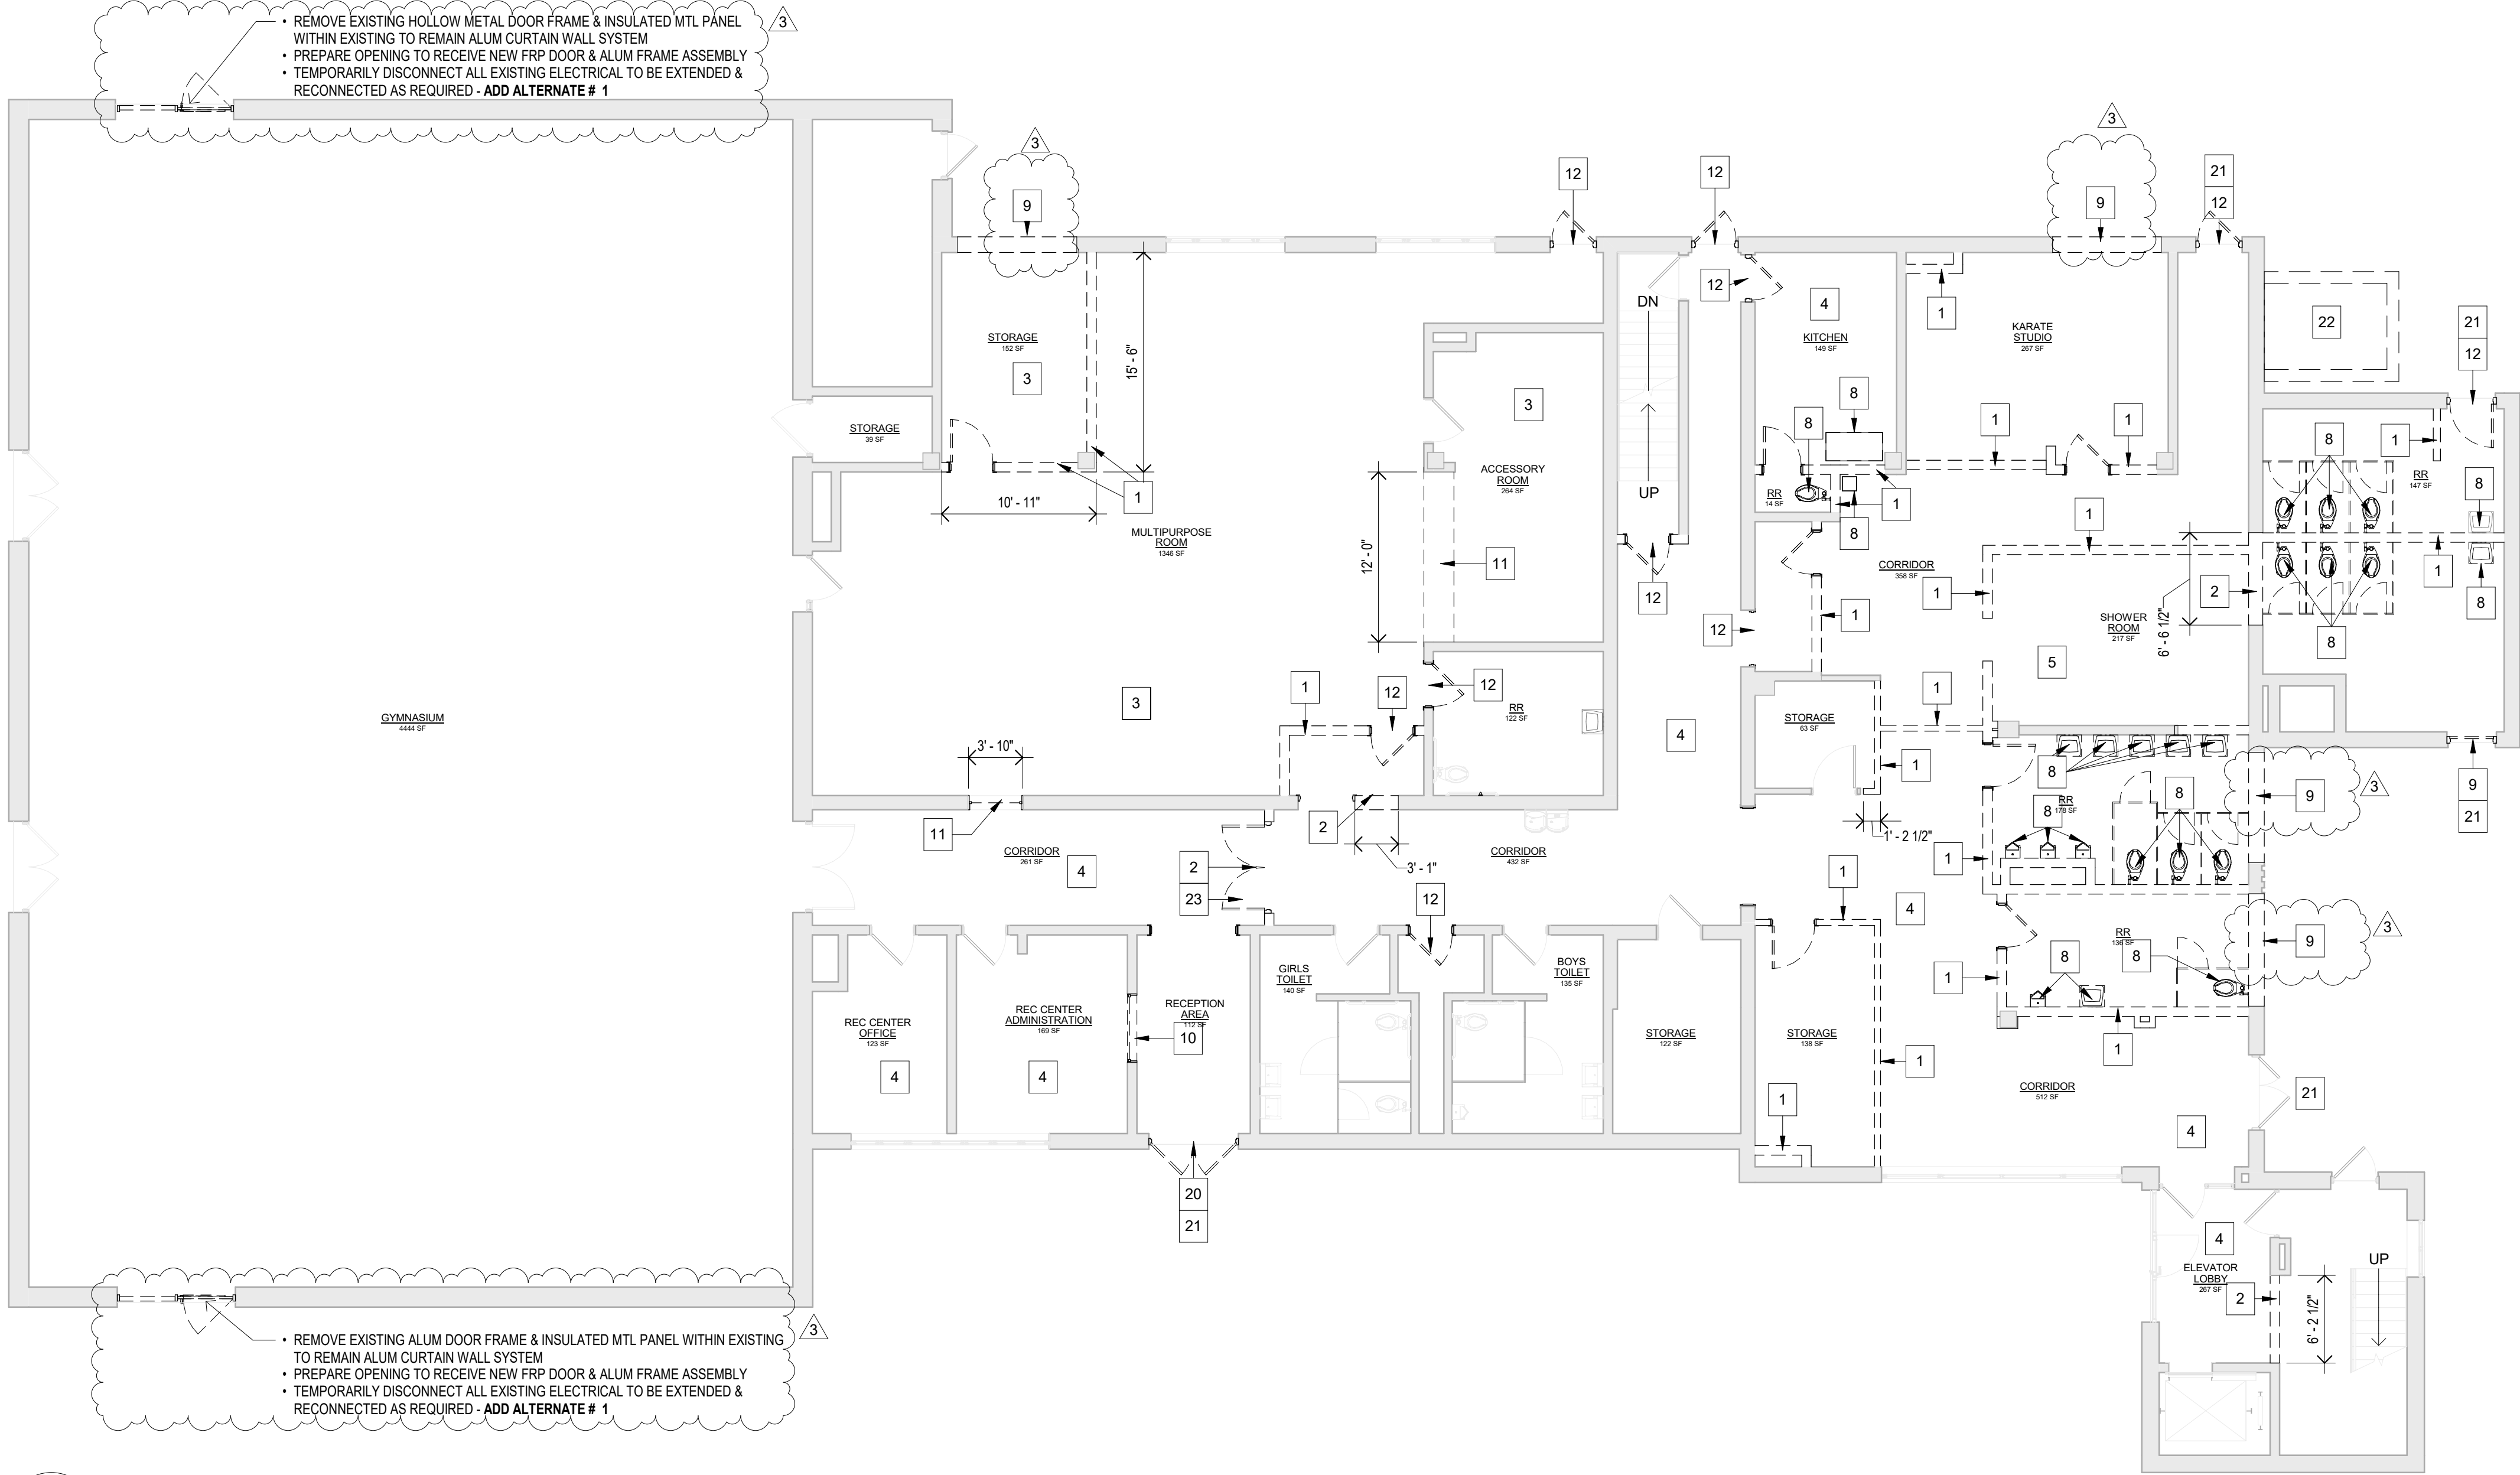 • REMOVE EXISTING HOLLOW METAL DOOR FRAME & INSULATED MTL PANEL
WITHIN EXISTING TO REMAIN ALUM CURTAIN WALL SYSTEM
• PREPARE OPENING TO RECEIVE NEW FRP DOOR & ALUM FRAME ASSEMBLY
• TEMPORARILY DISCONNECT ALL EXISTING ELECTRICAL TO BE EXTENDED &
RECONNECTED AS REQUIRED - ADD ALTERNATE # 1
3
3
9
12
12
3
9
21
12
12
DN
UP
4
KITCHEN
149 SF
1
KARATE
STUDIO
267 SF
22
21
12
STORAGE
152 SF
3
15' - 6"
10' - 11"
1
STORAGE
39 SF
MULTIPURPOSE
ROOM
1346 SF
3
ACCESSORY
ROOM
264 SF
12' - 0"
11
12
8
8
RR
14 SF
1
8
1
1
8
1
RR
147 SF
8
1
8
8
1
CORRIDOR
358 SF
1
1
2
SHOWER
ROOM
217 SF
6' - 6 1/2"
5
12
1
GYMNASIUM
4444 SF
3
1
12
12
RR
122 SF
4
STORAGE
63 SF
1
1
3' - 10"
11
2
3' - 1"
1' - 2 1/2"
8
RR
178 SF
8
8
9
3
9
21
CORRIDOR
261 SF
4
2
23
CORRIDOR
432 SF
12
1
4
1
RR
136 SF
8
8
9
3
1
1
REC CENTER
OFFICE
123 SF
4
REC CENTER
ADMINISTRATION
169 SF
4
RECEPTION
AREA
112 SF
10
GIRLS
TOILET
140 SF
BOYS
TOILET
135 SF
STORAGE
122 SF
STORAGE
138 SF
1
1
CORRIDOR
512 SF
21
4
20
21
4
ELEVATOR
LOBBY
267 SF
2
6' - 2 1/2"
UP
3
• REMOVE EXISTING ALUM DOOR FRAME & INSULATED MTL PANEL WITHIN EXISTING
TO REMAIN ALUM CURTAIN WALL SYSTEM
• PREPARE OPENING TO RECEIVE NEW FRP DOOR & ALUM FRAME ASSEMBLY
• TEMPORARILY DISCONNECT ALL EXISTING ELECTRICAL TO BE EXTENDED &
RECONNECTED AS REQUIRED - ADD ALTERNATE # 1